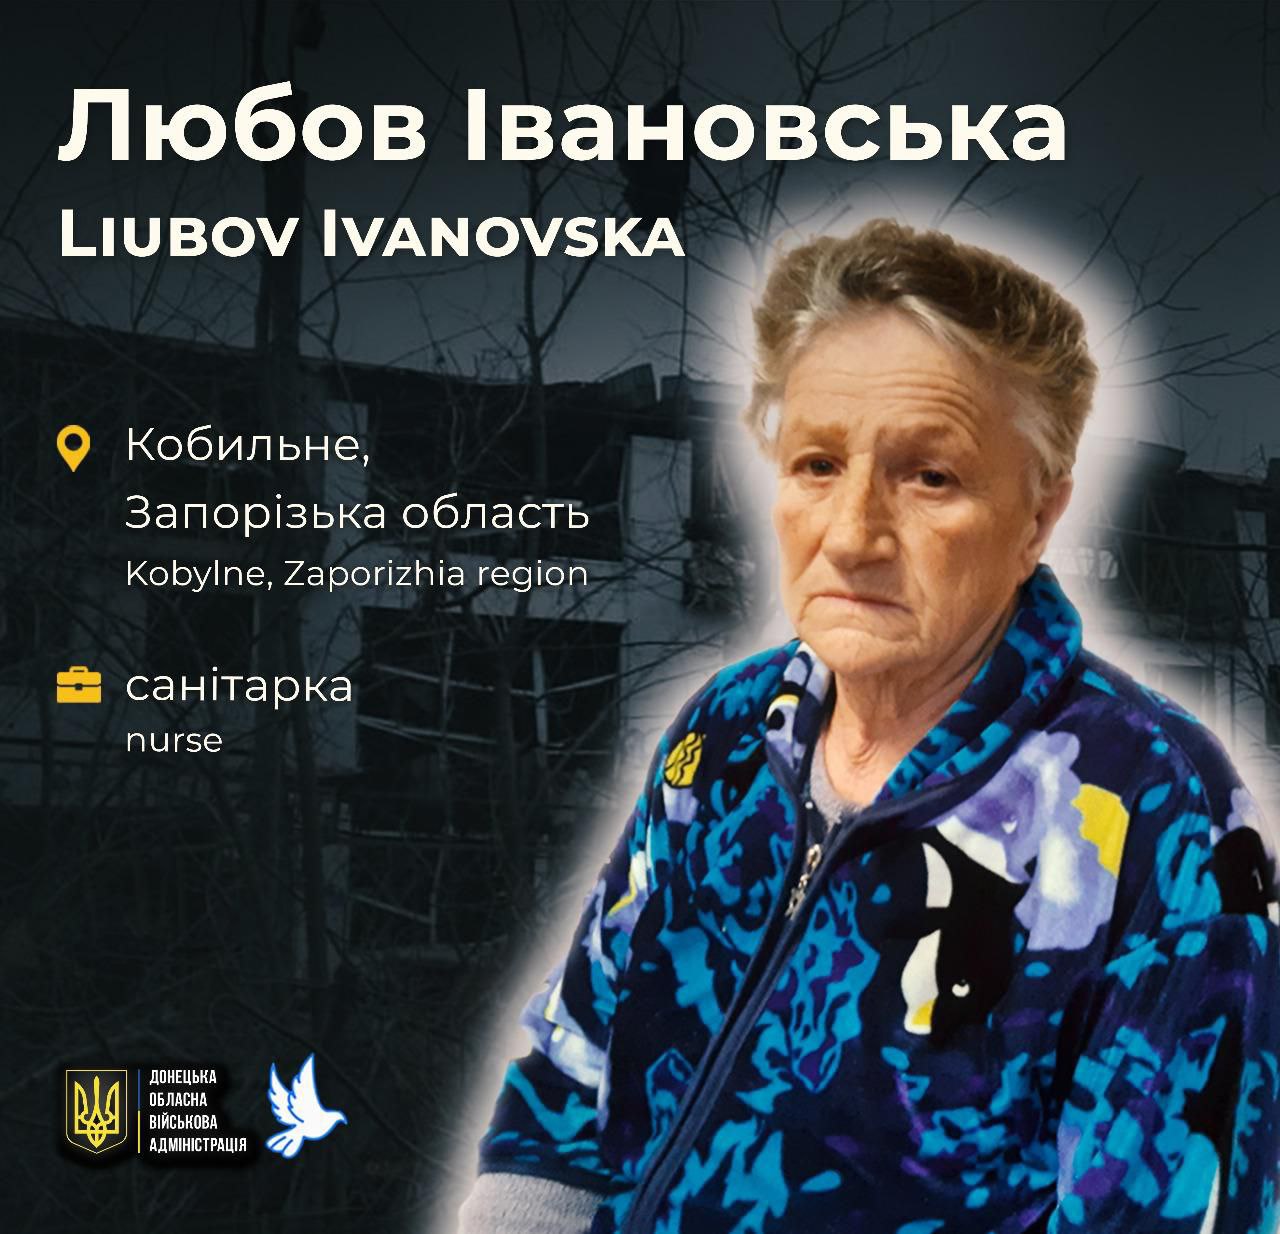 Любов Івановська
Liubov Ivanovska
Кобильне,
Запорізька область
Kobylne, Zaporizhia region
санітарка
nurse
ДОНЕЦЬКА
ОБЛАСНА
ВІЙСЬКОВА
АДМІНІСТРАЦІЯ